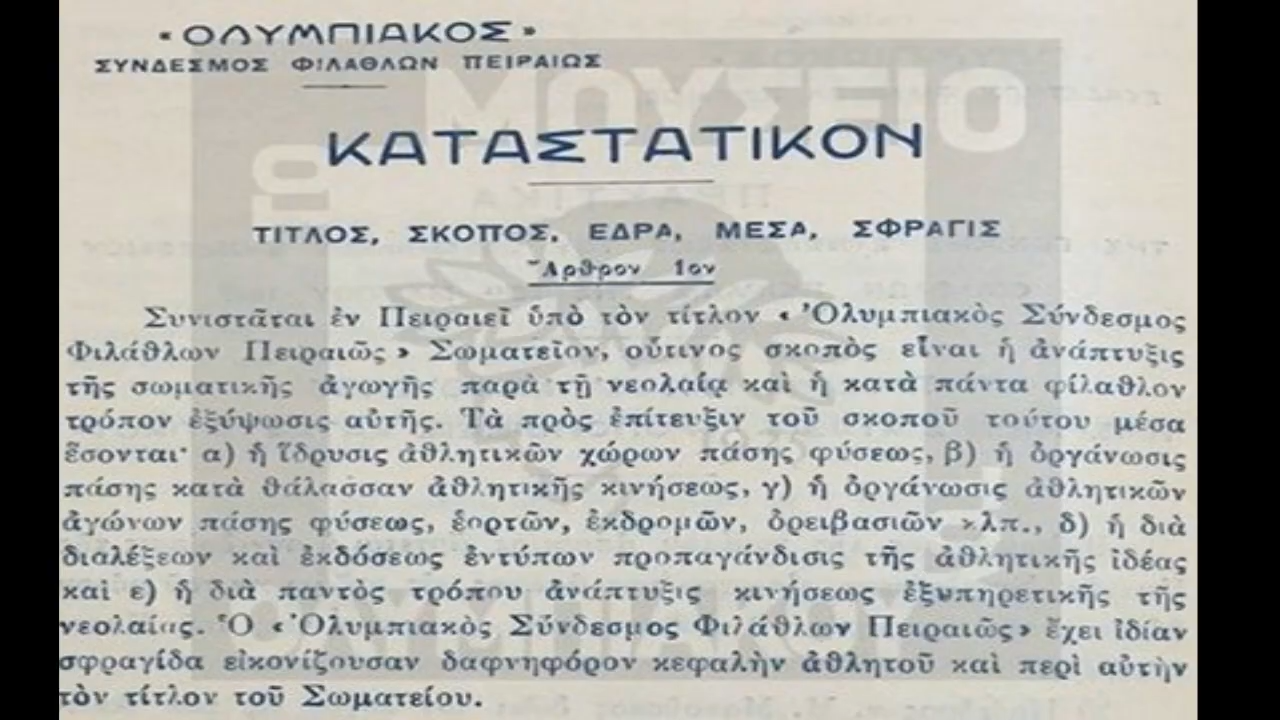 «ΟΛΥΜΠΙΑΚΟΣ»
ΣΥΝΔΕΣΜΟΣ ΦΙΛΑΘΛΩΝ ΠΕΙΡΑΙΩΣ
ΚΑΤΑΣΤΑΤΙΚΟΝ
ΤΙΤΛΟΣ, ΣΚΟΠΟΣ, ΕΔΡΑ, ΜΕΣΑ, ΣΦΡΑΓΙΣ
Ἄρθρον 1ον
Συνιστᾶται ἐν Πειραιεῖ ὑπὸ τὸν τίτλον «Ὀλυμπιακὸς Σύνδεσμος
Φιλάθλων Πειραιῶς» Σωματεῖον, οὗτινος σκοπὸς εἶναι ἡ ἀνάπτυξις
τῆς σωματικῆς ἀγωγῆς παρὰ τῇ νεολαίᾳ καὶ ἡ κατὰ πάντα φίλαθλον
τρόπον ἐξύψωσις αὐτῆς. Τὰ πρὸς ἐπίτευξιν τοῦ σκοποῦ τούτου μέσα
ἔσονται· α) ἡ ἵδρυσις ἀθλητικῶν χώρων πάσης φύσεως, β) ἡ ὀργάνωσις
πάσης κατὰ θάλασσαν ἀθλητικῆς κινήσεως, γ) ἡ ὀργάνωσις ἀθλητικῶν
ἀγώνων πάσης φύσεως, ἑορτῶν, ἐκδρομῶν, ὀρειβασιῶν κλπ., δ) ἡ διὰ
διαλέξεων καὶ ἐκδόσεως ἐντύπων προπαγάνδισις τῆς ἀθλητικῆς ἰδέας
καὶ ε) ἡ διὰ παντὸς τρόπου ἀνάπτυξις κινήσεως ἐξυπηρετικῆς τῆς
νεολαίας. Ὁ «Ὀλυμπιακὸς Σύνδεσμος Φιλάθλων Πειραιῶς» ἔχει ἰδίαν
σφραγίδα εἰκονίζουσαν δαφνηφόρον κεφαλὴν ἀθλητοῦ καὶ περὶ αὐτὴν
τὸν τίτλον τοῦ Σωματείου.
ΜΟΥΣΕΙΟ
ΟΛΥΜΠΙΑΚΟΥ
1925